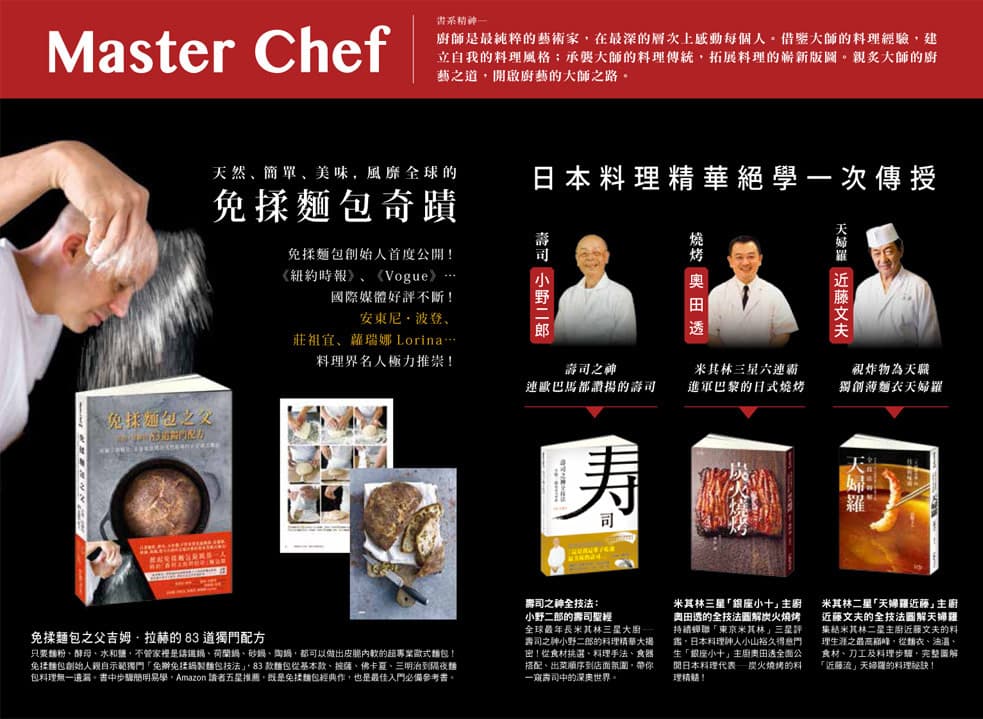 Master Chef
書系精神—
廚師是最純粹的藝術家，在最深的層次上感動每個人。借鑒大師的料理經驗，建
立自我的料理風格；承襲大師的料理傳統，拓展料理的嶄新版圖。親炙大師的廚
藝之道，開啟廚藝的大師之路。
天然、簡單、美味，風靡全球的
免揉麵包奇蹟
免揉麵包創始人首度公開！
《紐約時報》、《Vogue》…
國際媒體好評不斷！
安東尼·波登、
莊祖宜、蘿瑞娜 Lorina…
料理界名人極力推崇！
免揉麵包之父
免揉麵包之父
免揉麵包之父吉姆．拉赫的 83 道獨門配方
只要麵粉、酵母、水和鹽，不管家裡是鑄鐵鍋、荷蘭鍋、砂鍋、陶鍋，都可以做出皮脆內軟的超專業歐式麵包！
免揉麵包創始人親自示範獨門「免揉免揉鍋製麵包技法」，83 款麵包從基本款、披薩、佛卡夏、三明治到隔夜麵
包料理無一遺漏。書中步驟簡明易學，Amazon 讀者五星推薦，既是免揉麵包經典作，也是最佳入門必備參考書。
日本料理精華絕學一次傳授
壽司
小野二郎
壽司之神
連歐巴馬都讚揚的壽司
寿司
壽司之神全技法
壽司之神全技法：
小野二郎的壽司聖經
全球最年長米其林三星大廚——
壽司之神小野二郎的料理精華大揭
密！從食材挑選、料理手法、食器
搭配、出菜順序到店面氛圍，帶你
一窺壽司中的深奧世界。
燒烤
奧田透
米其林三星六連霸
進軍巴黎的日式燒烤
炭火燒烤
米其林三星「銀座小十」主廚
奧田透的全技法圖解炭火燒烤
持續蟬聯「東京米其林」三星評
鑑，日本料理神人小山裕久得意門
生「銀座小十」主廚奧田透全面公
開日本料理代表——炭火燒烤的料
理精髓！
天婦羅
近藤文夫
視炸物為天職
獨創薄麵衣天婦羅
天婦羅
全技法圖解
米其林二星「天婦羅近藤」主廚
近藤文夫的全技法圖解天婦羅
集結米其林二星主廚近藤文夫的料
理生涯之最高巔峰，從麵衣、油溫、
食材、刀工及料理步驟，完整圖解
「近藤流」天婦羅的料理秘訣！